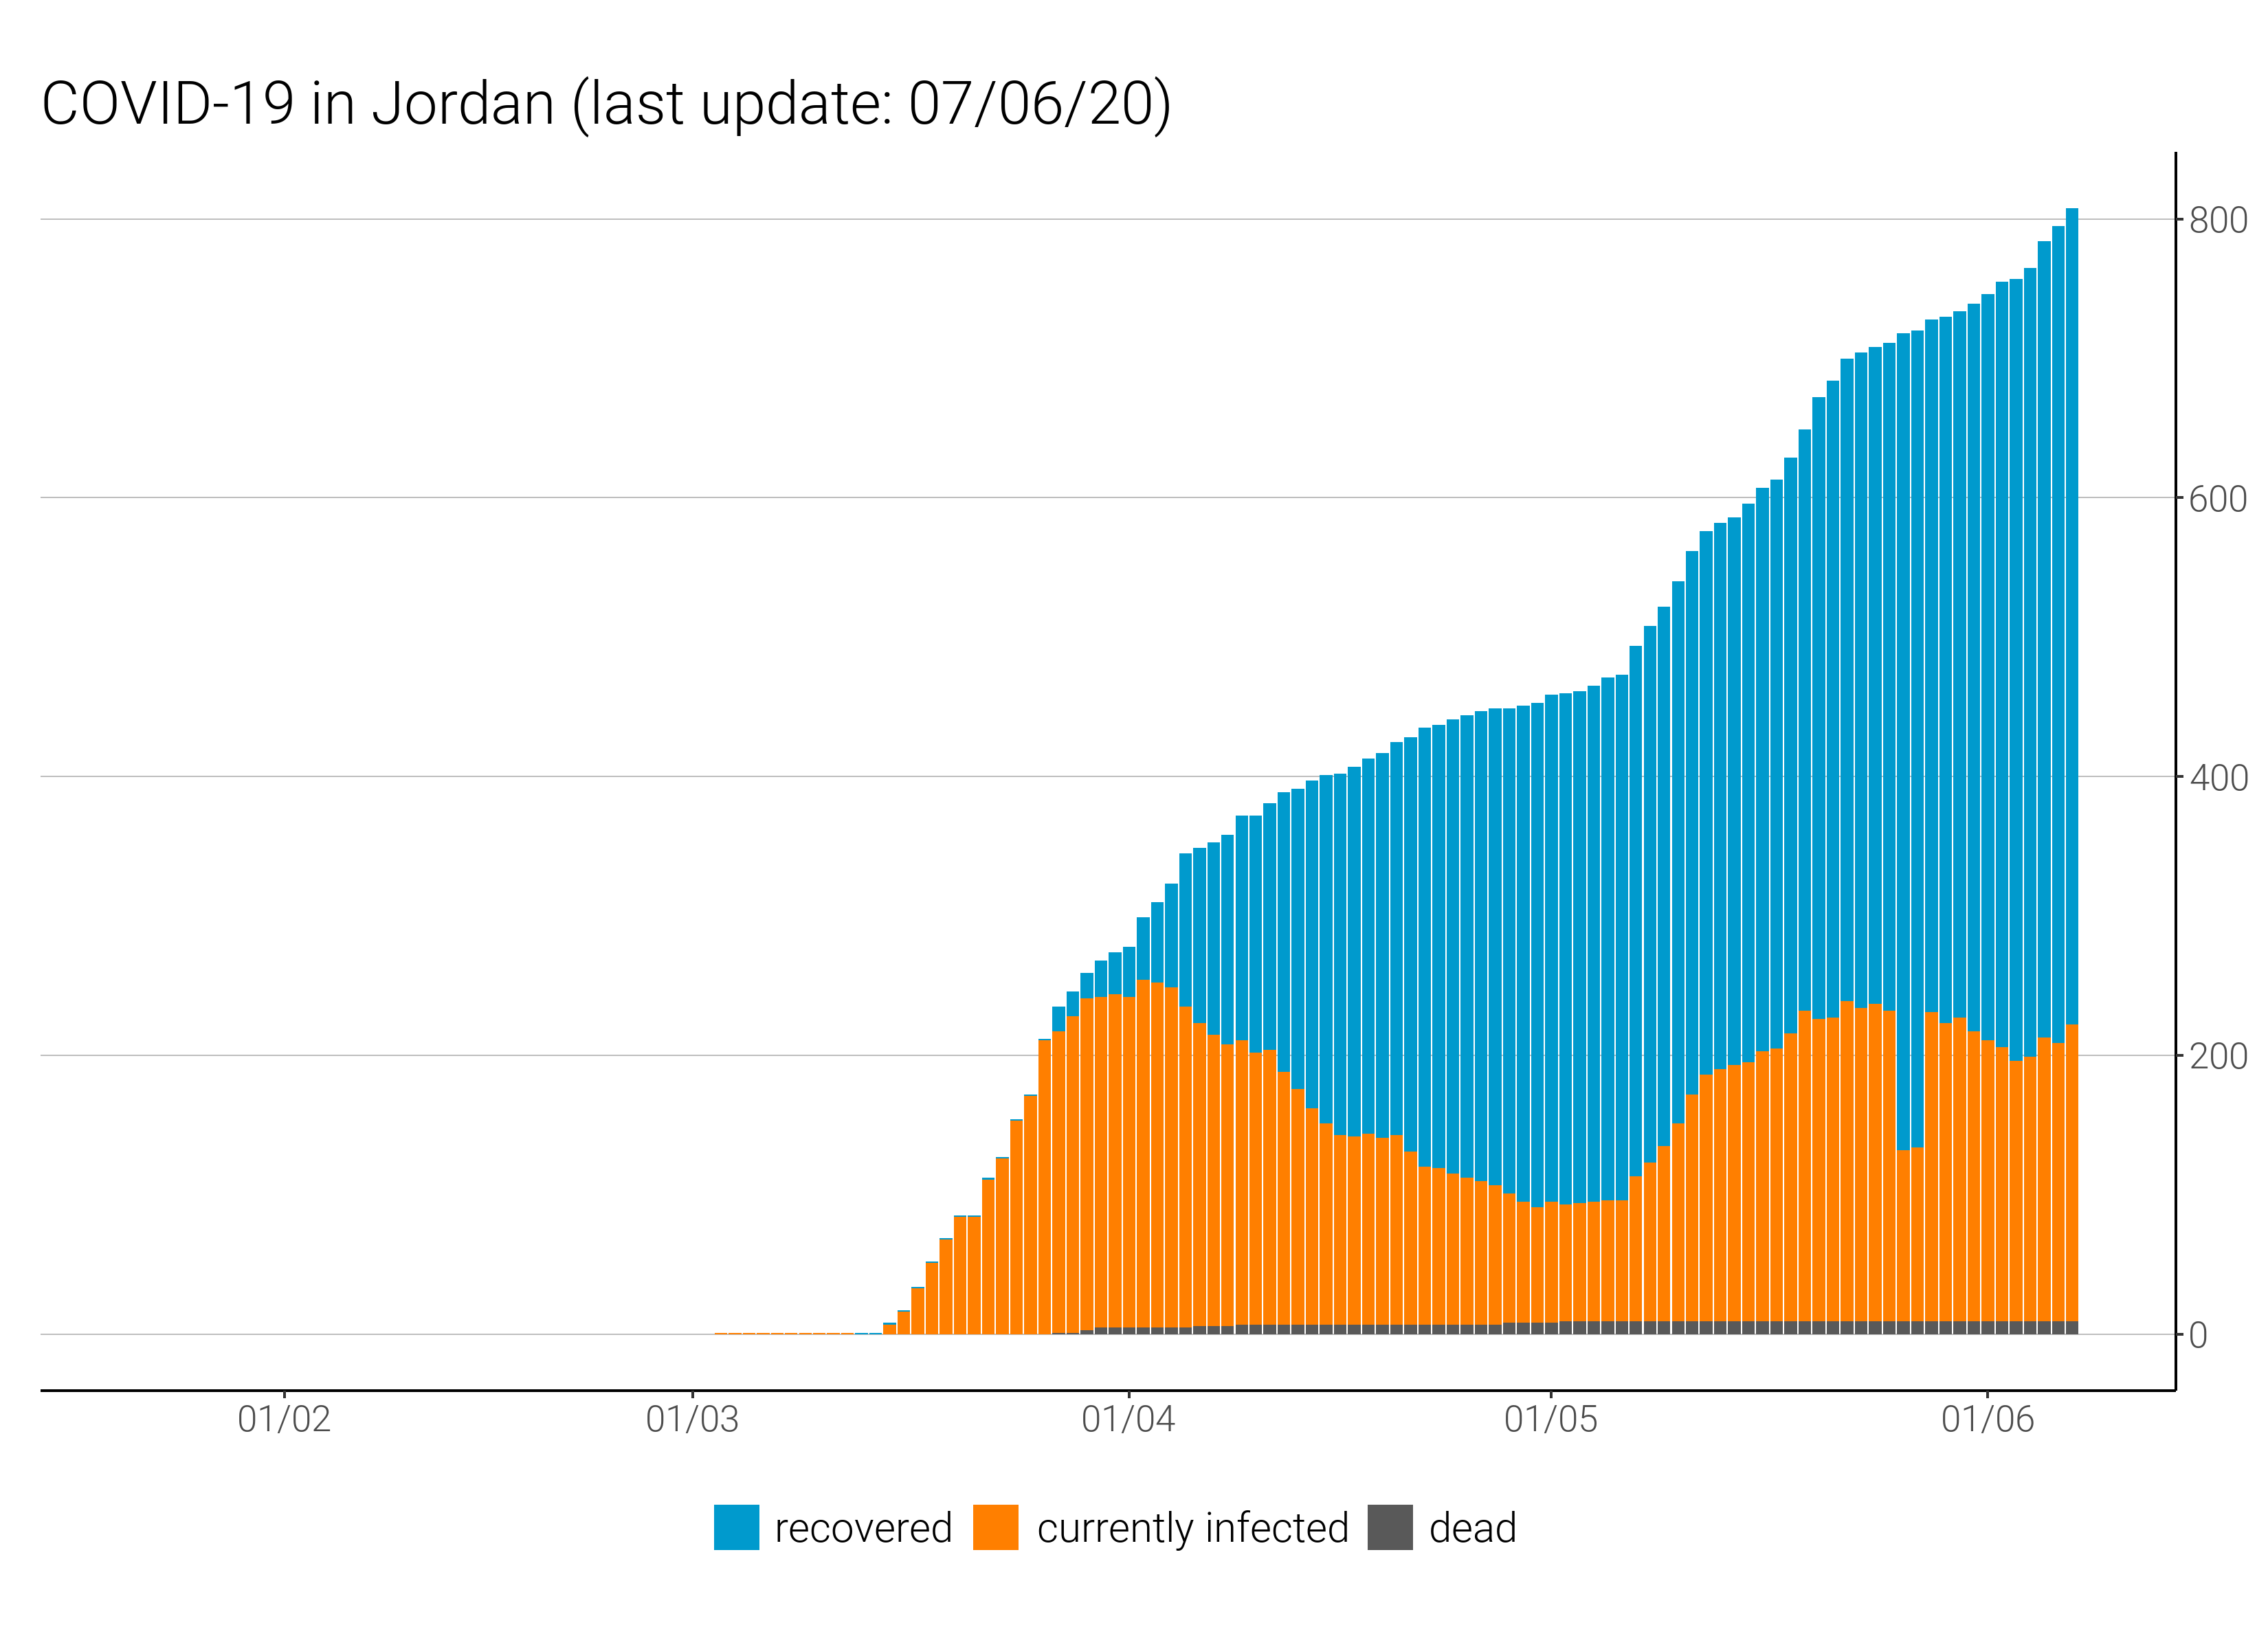 COVID-19 in Jordan (last update: 07/06/20)
800
600
400
200
0
01/02 01/03 01/04 01/05 01/06
recovered currently infected dead